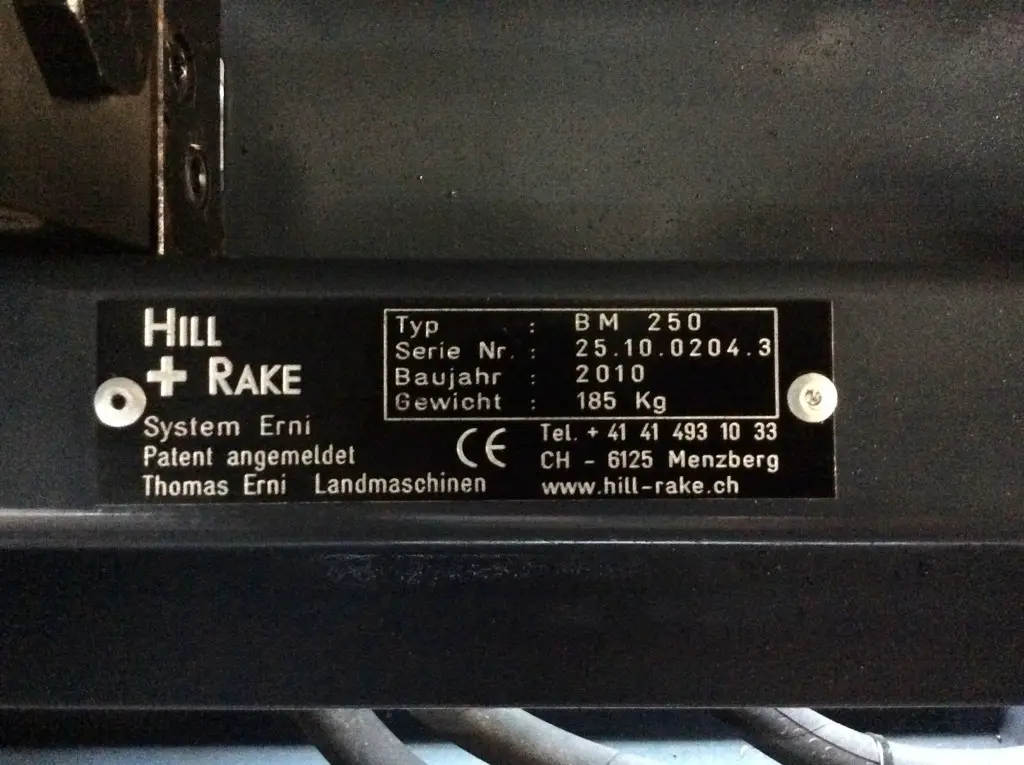 HILL
+ RAKE
System Erni
Patent angemeldet
Thomas Erni Landmaschinen
Typ : BM 250
Serie Nr. : 25.10.0204.3
Baujahr : 2010
Gewicht : 185 Kg
CE
Tel. + 41 41 493 10 33
CH - 6125 Menzberg
www.hill-rake.ch